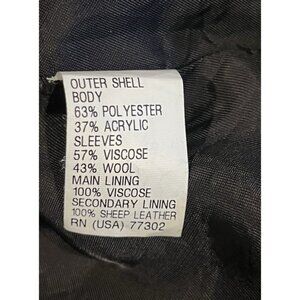 OUTER SHELL
BODY
63% POLYESTER
37% ACRYLIC
SLEEVES
57% VISCOSE
43% WOOL
MAIN LINING
100% VISCOSE
SECONDARY LINING
100% SHEEP LEATHER
RN (USA) 77302